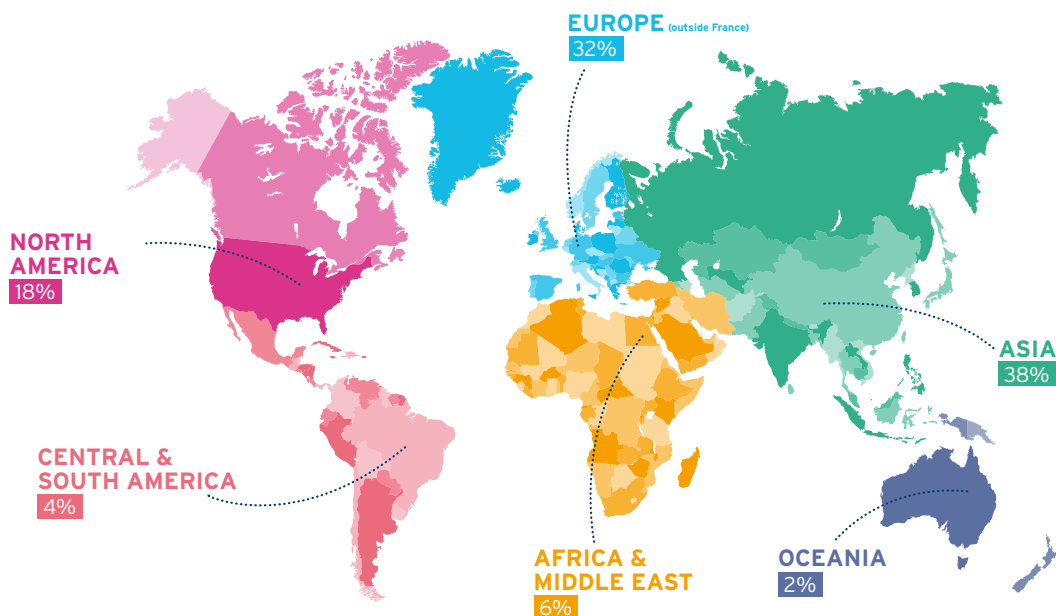 EUROPE (outside France)
32%
NORTH
AMERICA
18%
ASIA
38%
CENTRAL &
SOUTH AMERICA
4%
AFRICA &
MIDDLE EAST
6%
OCEANIA
2%